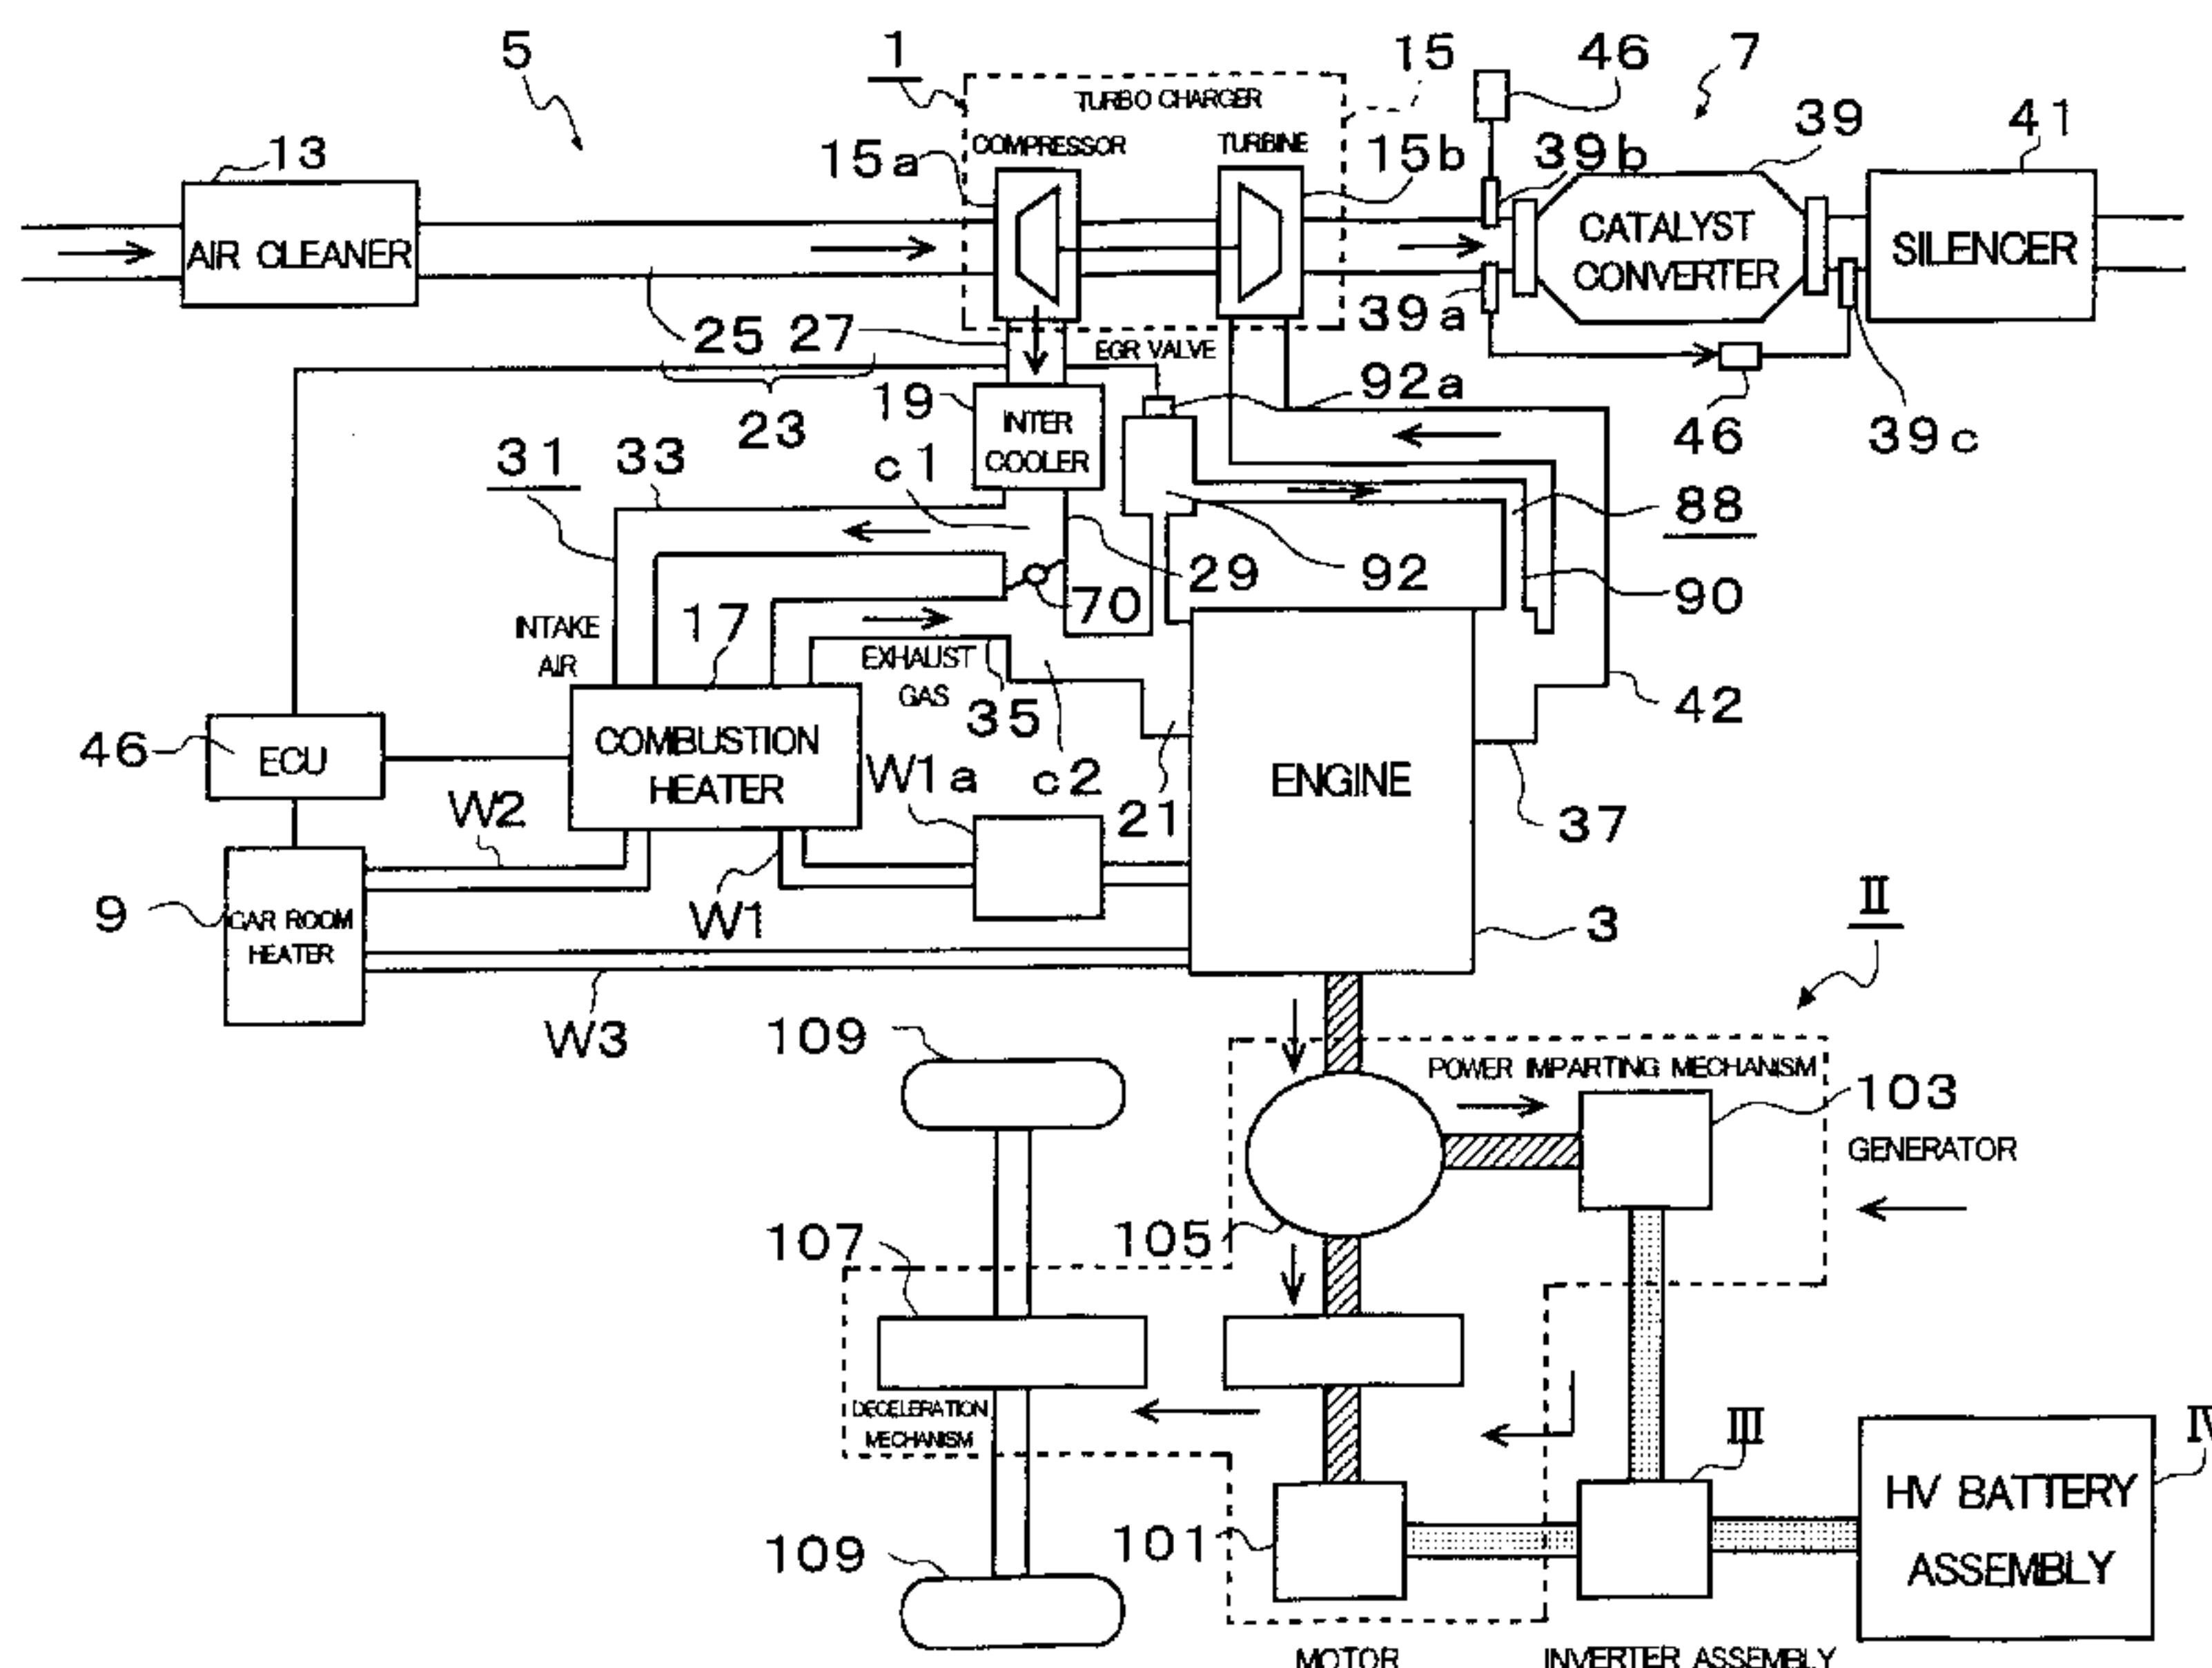 5
1
15
46
7
TURBO CHARGER
39
41
13
15a
COMPRESSOR
TURBINE
15b
39b
AIR CLEANER
CATALYST
CONVERTER
SILENCER
39a
25
27
EGR VALVE
23
19
92a
46
39c
INTER
COOLER
31
33
c1
88
29
92
90
70
INTAKE
AIR
17
EXHAUST
GAS
35
42
46
ECU
COMBUSTION
HEATER
W1a
c2
21
ENGINE
37
W2
9
CAR ROOM
HEATER
W1
3
II
W3
109
POWER IMPARTING MECHANISM
103
GENERATOR
107
105
DECELERATION
MECHANISM
III
IV
HV BATTERY
ASSEMBLY
101
109
MOTOR
INVERTER ASSEMBLY